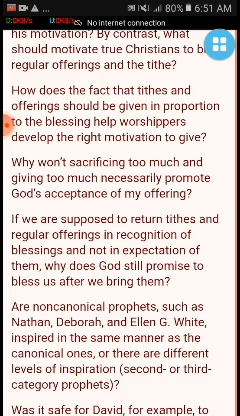 80% 6:51 AM
No internet connection
his motivation? By contrast, what
should motivate true Christians to b
regular offerings and the tithe?
How does the fact that tithes and
offerings should be given in proportion
to the blessing help worshippers
develop the right motivation to give?
Why won't sacrificing too much and
giving too much necessarily promote
God's acceptance of my offering?
If we are supposed to return tithes and
regular offerings in recognition of
blessings and not in expectation of
them, why does God still promise to
bless us after we bring them?
Are noncanonical prophets, such as
Nathan, Deborah, and Ellen G. White,
inspired in the same manner as the
canonical ones, or there are different
levels of inspiration (second- or third-
category prophets)?
Was it safe for David, for example, to